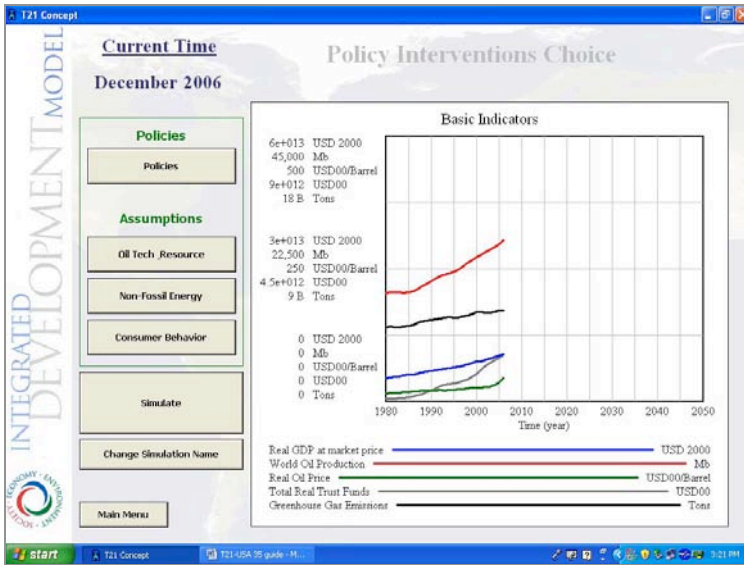 T21 Concept
INTEGRATED
DEVELOPMENT MODEL
SOCIETY · ECONOMY · ENVIRONMENT
Current Time
December 2006
Policy Interventions Choice
Policies
Policies
Assumptions
Oil Tech_Resource
Non-Fossil Energy
Consumer Behavior
Simulate
Change Simulation Name
Main Menu
Basic Indicators
6e+013 USD 2000
45,000 Mb
500 USD00/Barrel
9e+012 USD00
18 B Tons
3e+013 USD 2000
22,500 Mb
250 USD00/Barrel
4.5e+012 USD00
9 B Tons
0 USD 2000
0 Mb
0 USD00/Barrel
0 USD00
0 Tons
1980 1990 2000 2010 2020 2030 2040 2050
Time (year)
Real GDP at market price USD 2000
World Oil Production Mb
Real Oil Price USD00/Barrel
Total Real Trust Funds USD00
Greenhouse Gas Emissions Tons
start T21 Concept T21-USA 35 guide - M... 3:21 PM